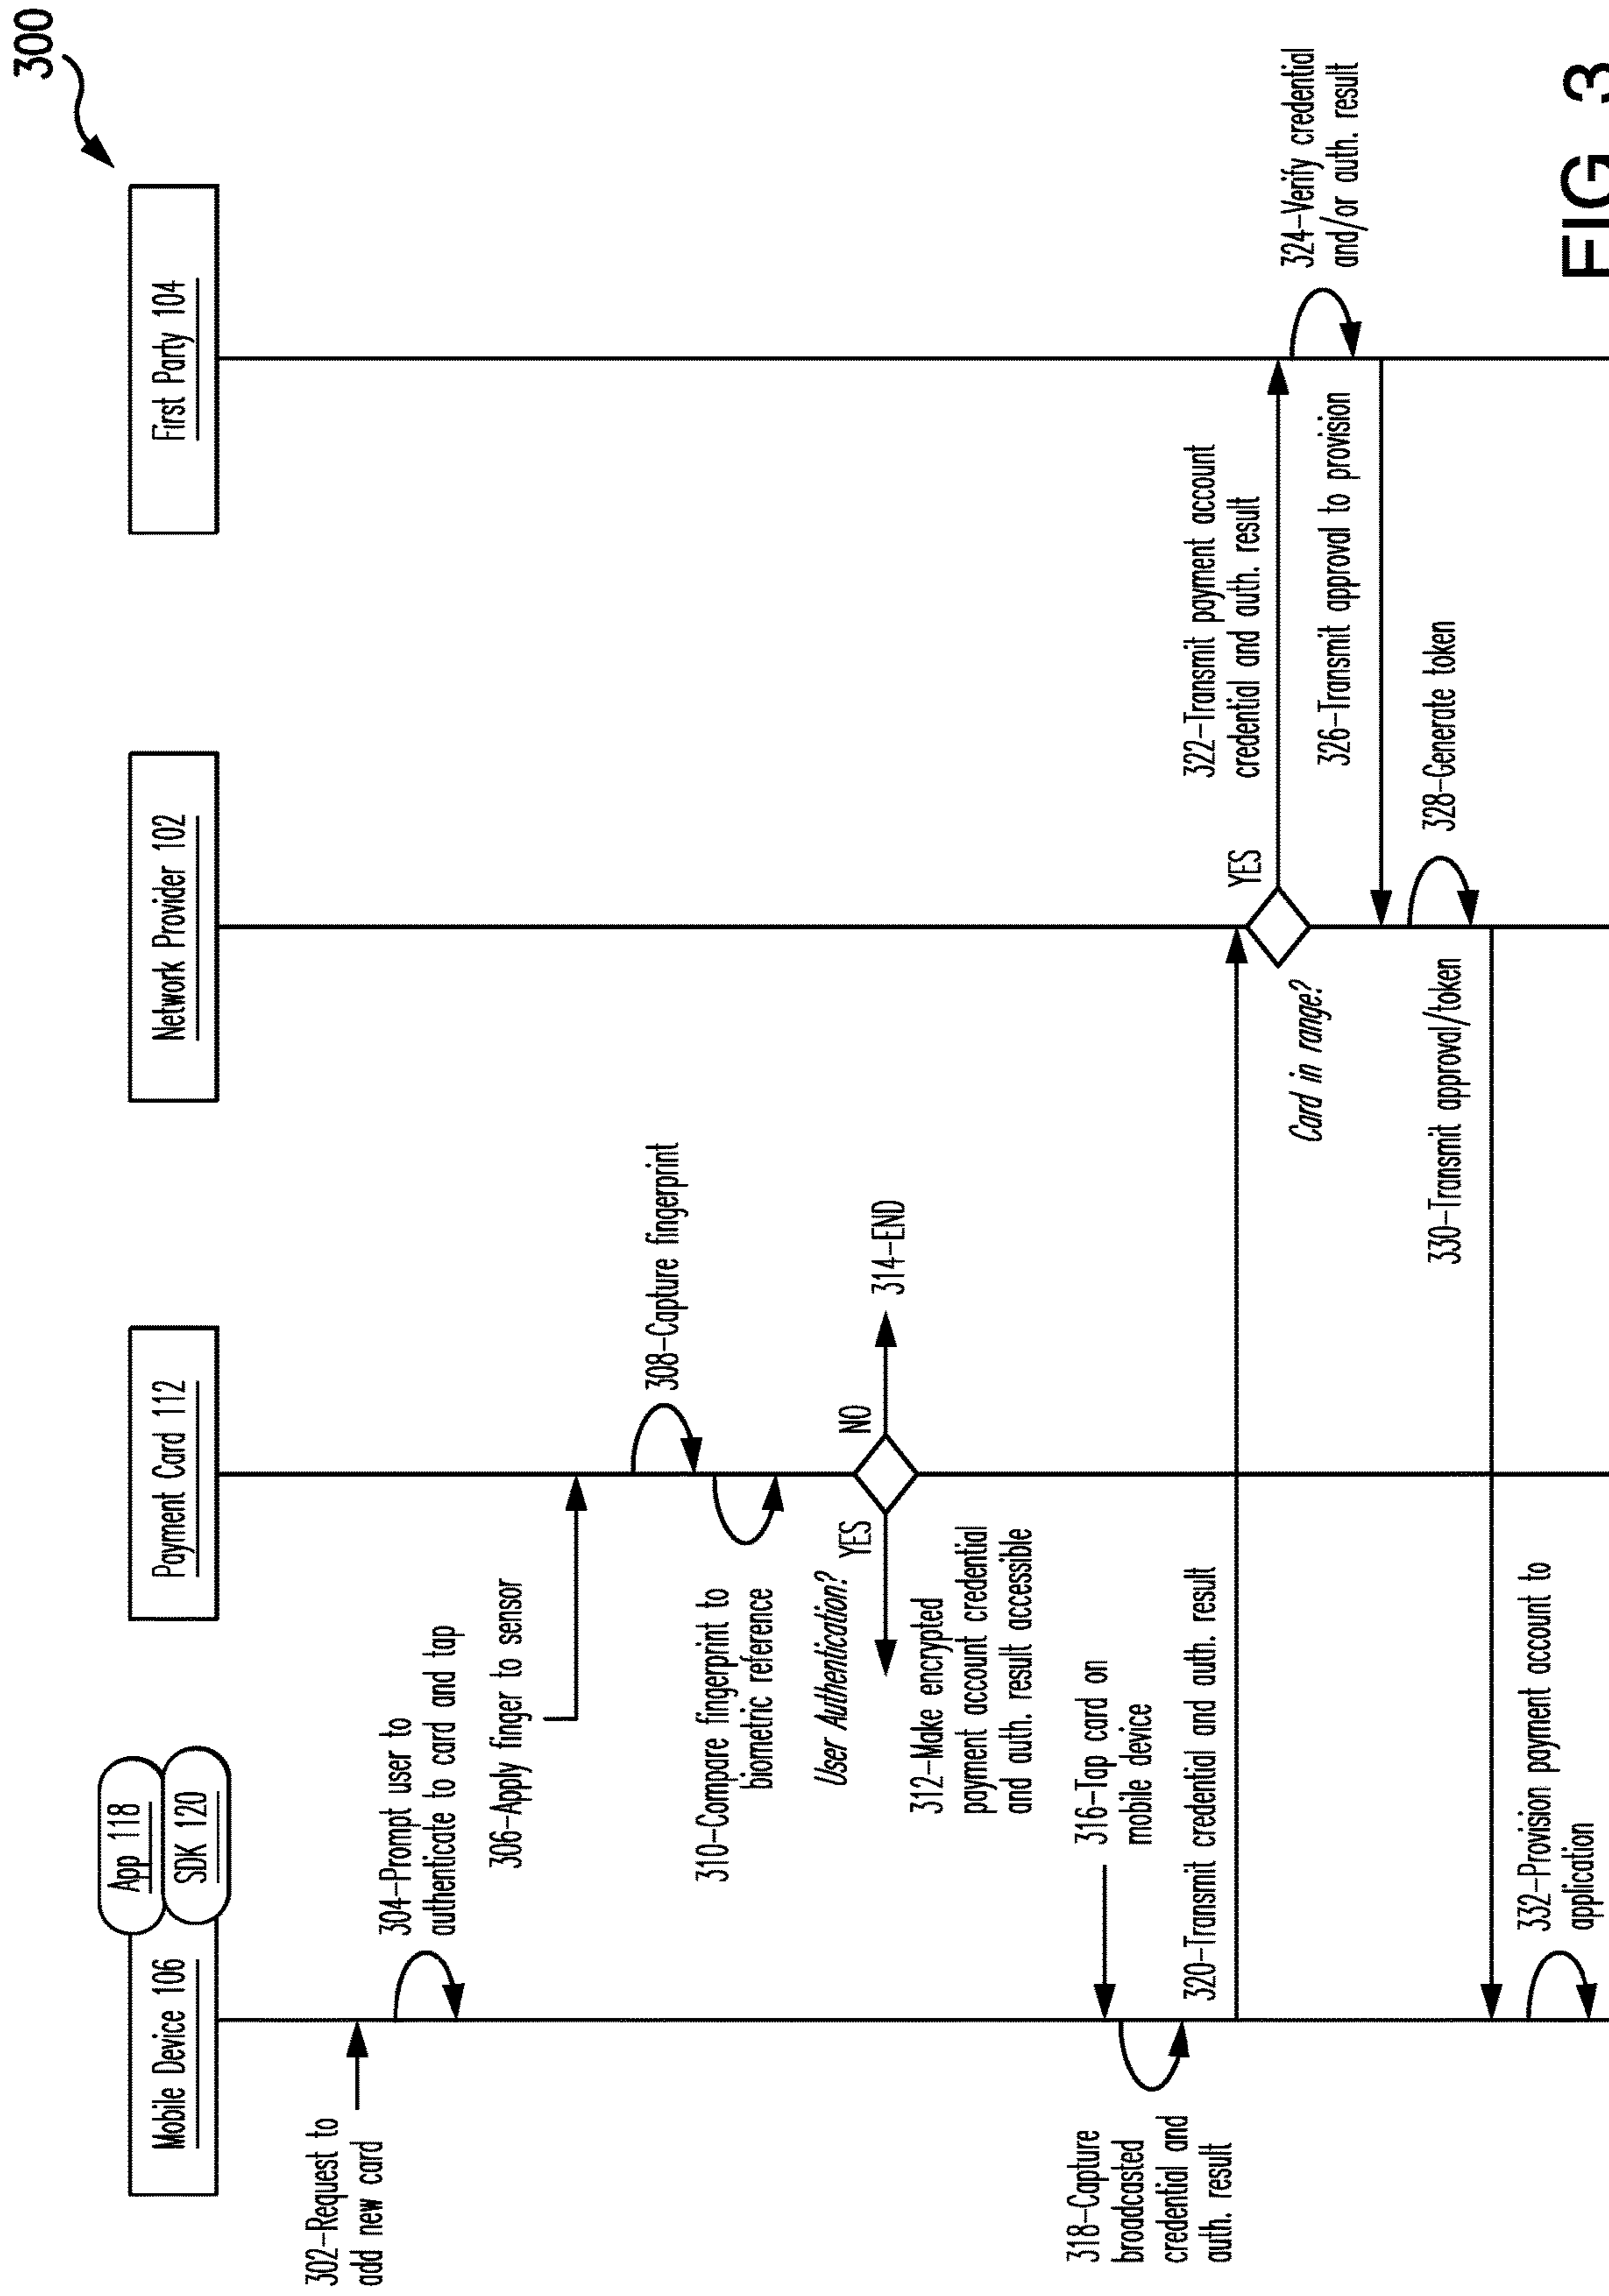 300
App 118
SDK 120
Mobile Device 106
Payment Card 112
Network Provider 102
First Party 104
302–Request to
add new card
304–Prompt user to
authenticate to card and tap
306–Apply finger to sensor
308–Capture fingerprint
310–Compare fingerprint to
biometric reference
User Authentication?
YES
NO
312–Make encrypted
payment account credential
and auth. result accessible
314–END
316–Tap card on
mobile device
318–Capture
broadcasted
credential and
auth. result
320–Transmit credential and auth. result
Card in range?
YES
322–Transmit payment account
credential and auth. result
324–Verify credential
and/or auth. result
326–Transmit approval to provision
328–Generate token
330–Transmit approval/token
332–Provision payment account to
application
FIG. 3